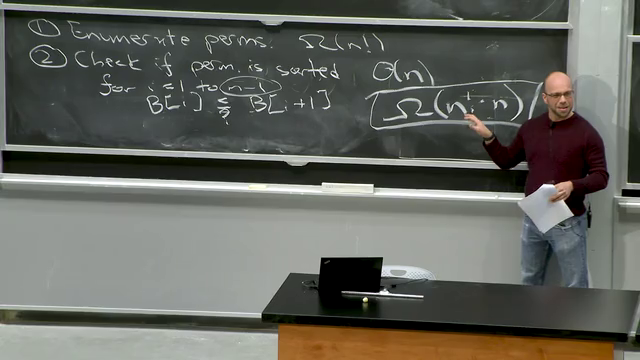 ① Enumerate perms. Ω(n!)
② Check if perm. is sorted
for i = 1 to n-1 O(n)
B[i] ≤? B[i+1] Ω(n! · n)